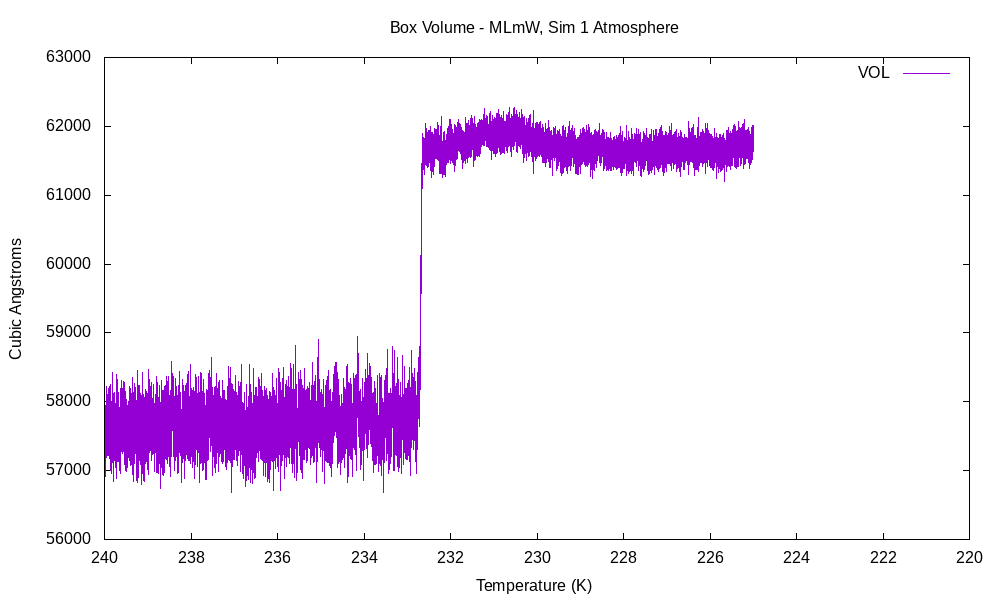 Box Volume - MLmW, Sim 1 Atmosphere
VOL
63000
62000
61000
60000
59000
58000
57000
56000
Cubic Angstroms
240 238 236 234 232 230 228 226 224 222 220
Temperature (K)